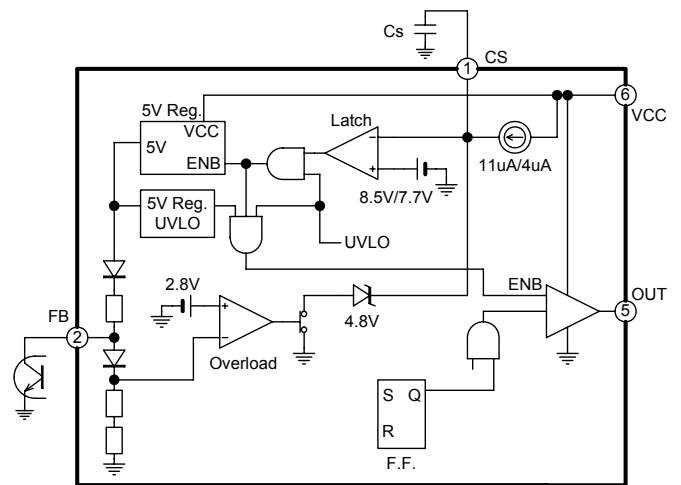 Cs
1
CS
6
VCC
5V Reg.
VCC
5V
ENB
Latch
−
+
11uA/4uA
8.5V/7.7V
5V Reg.
UVLO
UVLO
2.8V
+
−
Overload
4.8V
ENB
OUT
5
FB
2
S Q
R
F.F.